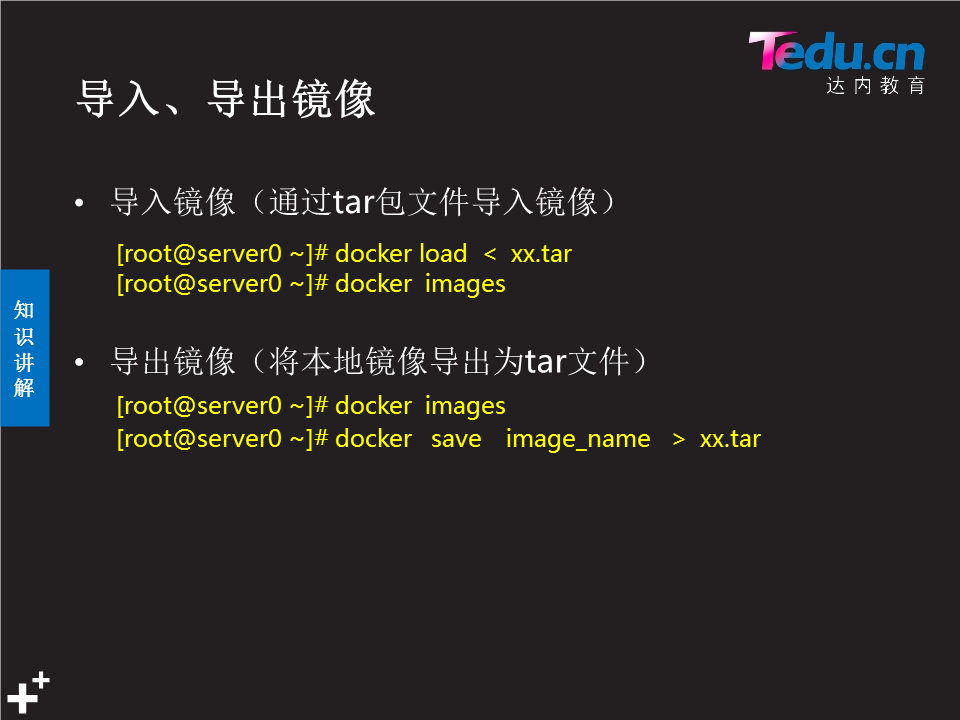 Tedu.cn
达内教育
导入、导出镜像
• 导入镜像（通过tar包文件导入镜像）
[root@server0 ~]# docker load < xx.tar
[root@server0 ~]# docker images
知识讲解
• 导出镜像（将本地镜像导出为tar文件）
[root@server0 ~]# docker images
[root@server0 ~]# docker save image_name > xx.tar